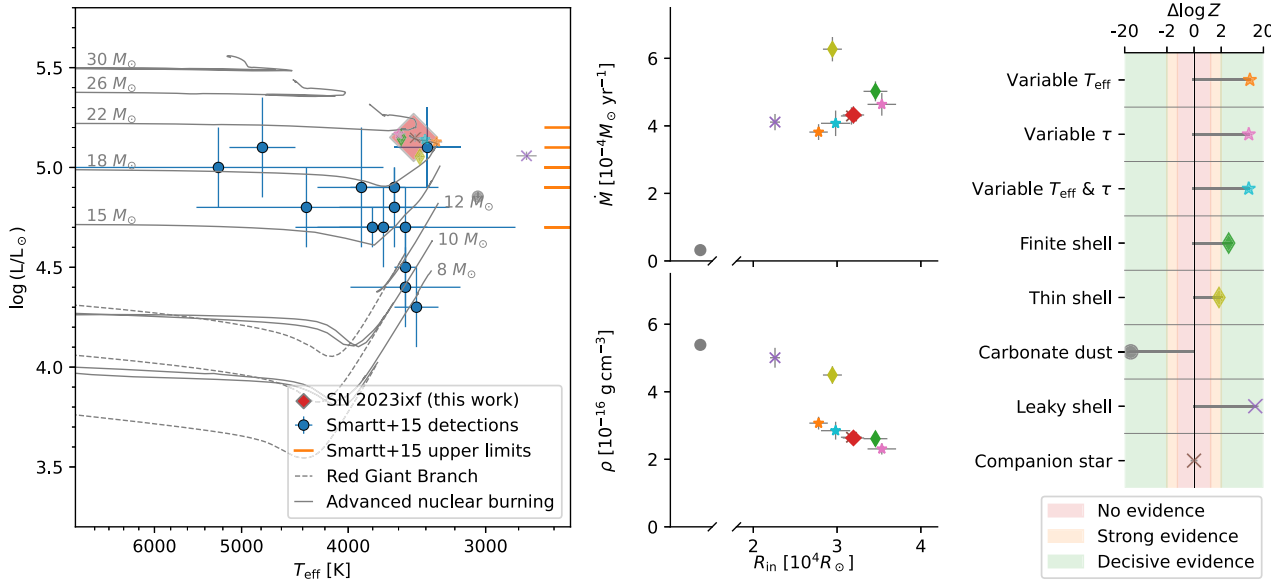 30 M⊙
26 M⊙
22 M⊙
18 M⊙
15 M⊙
12 M⊙
10 M⊙
8 M⊙
5.5
5.0
4.5
4.0
3.5
log (L/L⊙)
6000
5000
4000
3000
Teff [K]
SN 2023ixf (this work)
Smartt+15 detections
Smartt+15 upper limits
Red Giant Branch
Advanced nuclear burning
6
4
2
0
Ṁ [10⁻⁴M⊙ yr⁻¹]
6
4
2
0
ρ [10⁻¹⁶ g cm⁻³]
2
3
4
Rin [10⁴R⊙]
Δlog Z
-20
-2
0
2
20
Variable Teff
Variable τ
Variable Teff & τ
Finite shell
Thin shell
Carbonate dust
Leaky shell
Companion star
No evidence
Strong evidence
Decisive evidence